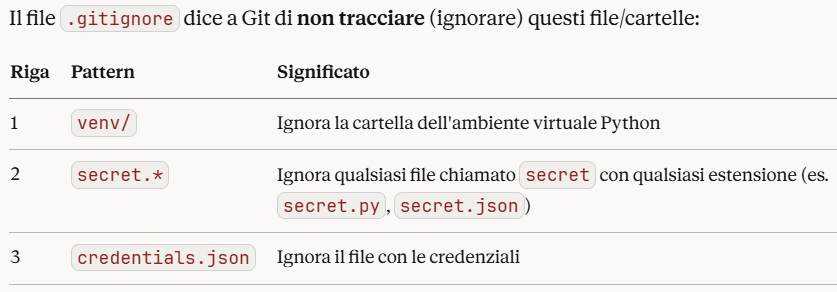 Il file .gitignore dice a Git di non tracciare (ignorare) questi file/cartelle:
Riga Pattern Significato
1 venv/ Ignora la cartella dell'ambiente virtuale Python
2 secret.* Ignora qualsiasi file chiamato secret con qualsiasi estensione (es.
secret.py, secret.json)
3 credentials.json Ignora il file con le credenziali